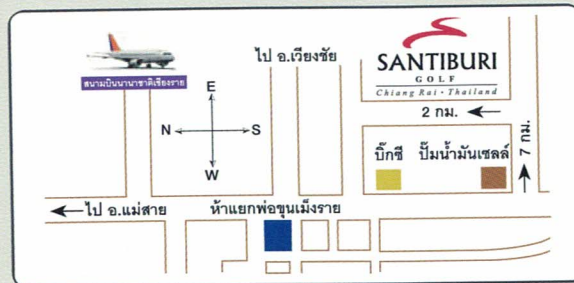 สนามบินนานาชาติเชียงราย
ไป อ.เวียงชัย
SANTIBURI
GOLF
Chiang Rai • Thailand
E
N
S
W
2 กม.
บิ๊กซี
ปั๊มน้ำมันเชลล์
7 กม.
ไป อ.แม่สาย
ห้าแยกพ่อขุนเม็งราย